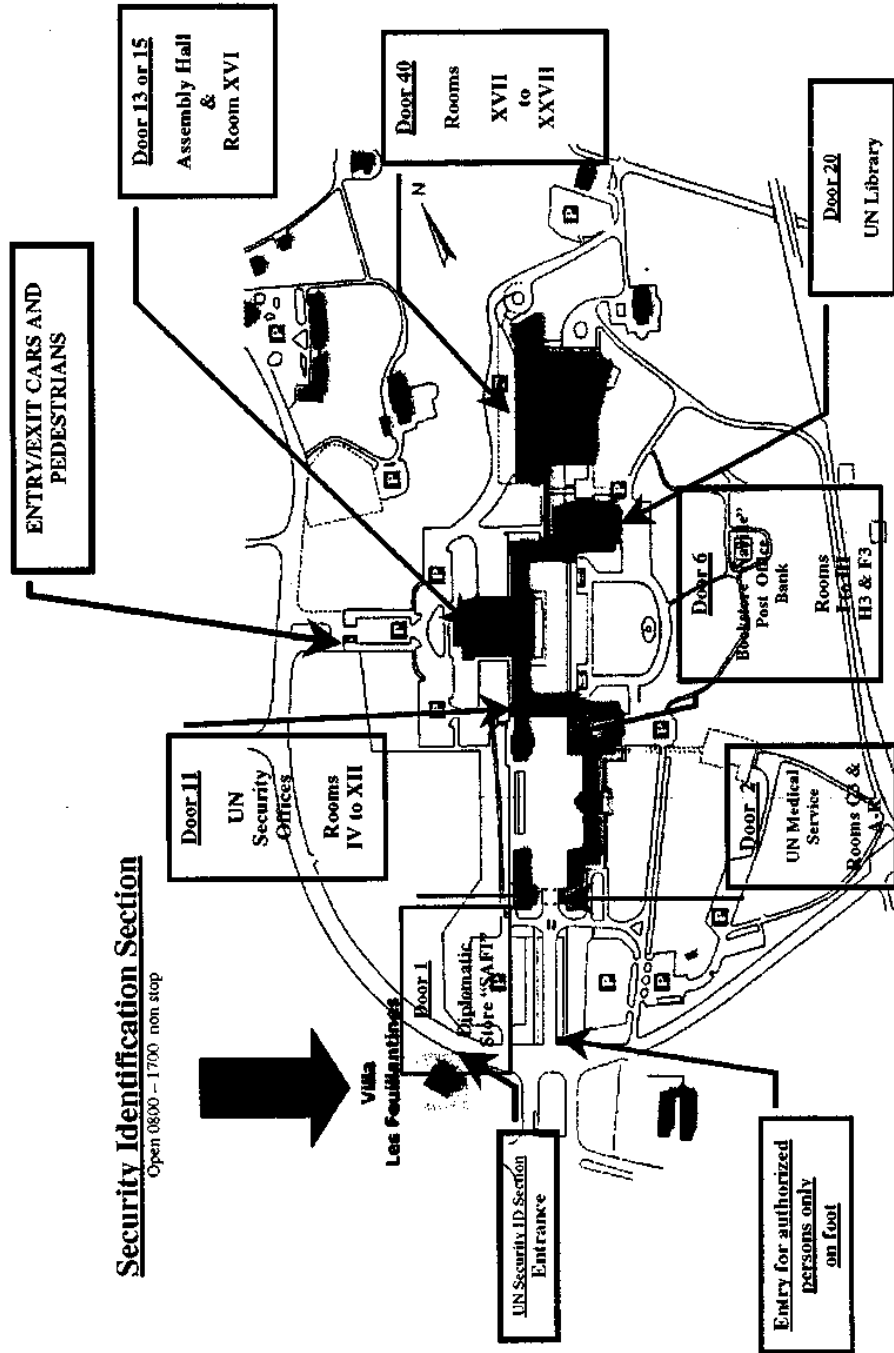 Security Identification Section
Open 0800 – 1700 non stop
Villa
Les Feuillantines
UN Security ID Section
Entrance
Entry for authorized
persons only
on foot
Door 1
Diplomatic
Store "SAFI"
Door 11
UN
Security
Offices
Rooms
IV to XII
ENTRY/EXIT CARS AND
PEDESTRIANS
Door 13 or 15
Assembly Hall
&
Room XVI
Door 40
Rooms
XVII
to
XXVII
N
Door 20
UN Library
Door 6
Bookstore
Post Office
Bank
Rooms
H3 & F3
Door 2
UN Medical
Service
Rooms &
P
P
P
P
P
P
P
P
P
P
P
P